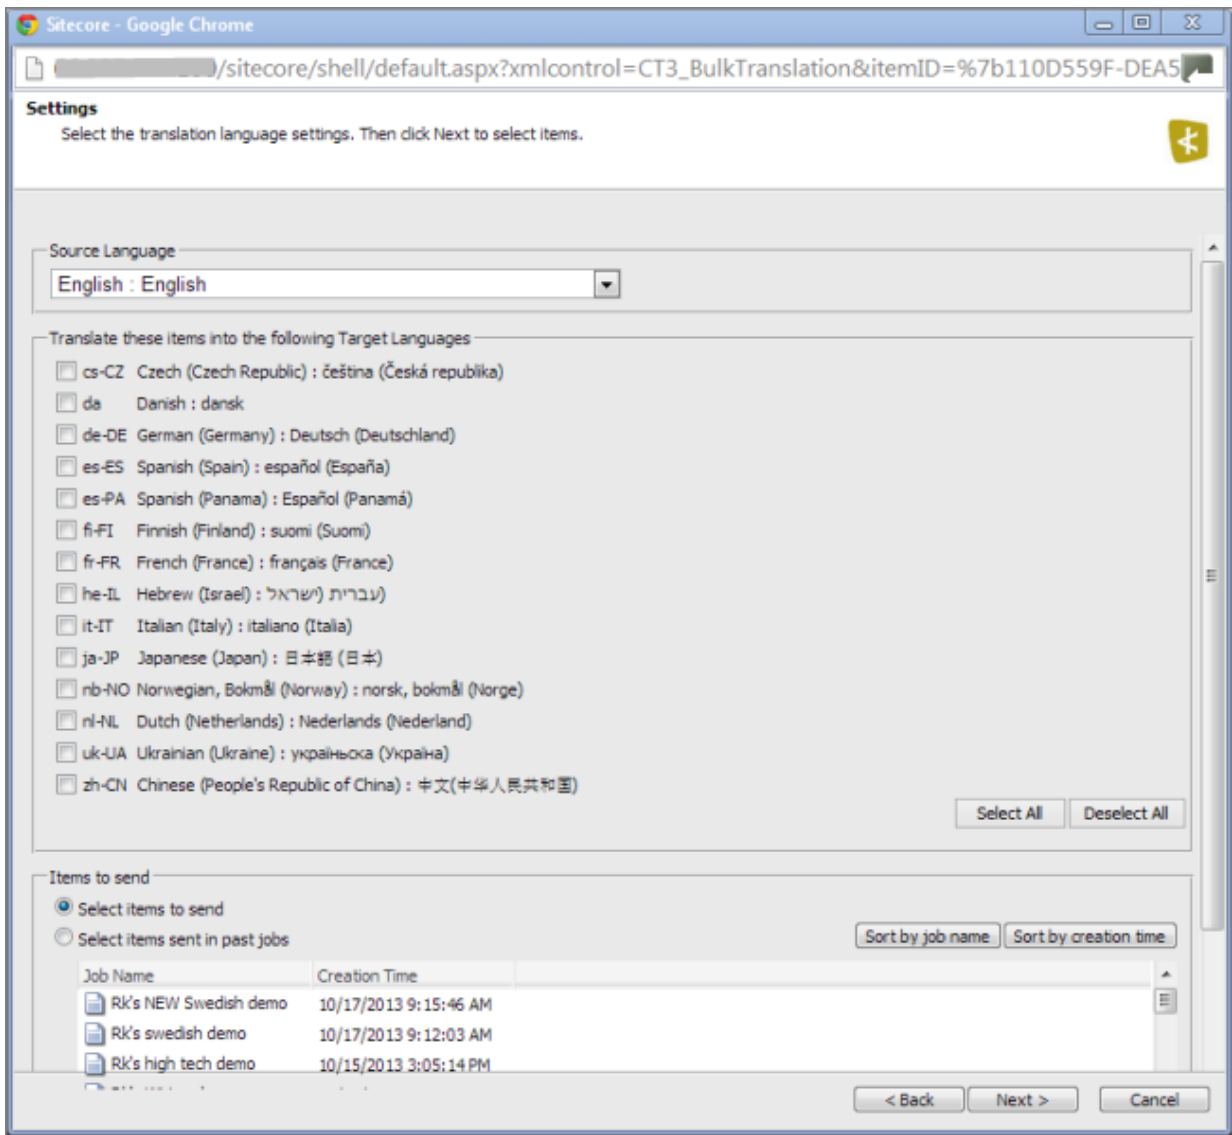 Sitecore - Google Chrome
/sitecore/shell/default.aspx?xmlcontrol=CT3_BulkTranslation&itemID=%7b110D559F-DEA5
Settings
Select the translation language settings. Then click Next to select items.
Source Language
English : English
Translate these items into the following Target Languages
cs-CZ Czech (Czech Republic) : čeština (Česká republika)
da Danish : dansk
de-DE German (Germany) : Deutsch (Deutschland)
es-ES Spanish (Spain) : español (España)
es-PA Spanish (Panama) : Español (Panamá)
fi-FI Finnish (Finland) : suomi (Suomi)
fr-FR French (France) : français (France)
he-IL Hebrew (Israel) : עברית (ישראל)
it-IT Italian (Italy) : italiano (Italia)
ja-JP Japanese (Japan) : 日本語 (日本)
nb-NO Norwegian, Bokmål (Norway) : norsk, bokmål (Norge)
nl-NL Dutch (Netherlands) : Nederlands (Nederland)
uk-UA Ukrainian (Ukraine) : україньска (Україна)
zh-CN Chinese (People's Republic of China) : 中文(中华人民共和国)
Select All Deselect All
Items to send
Select items to send
Select items sent in past jobs Sort by job name Sort by creation time
Job Name Creation Time
Rk's NEW Swedish demo 10/17/2013 9:15:46 AM
Rk's swedish demo 10/17/2013 9:12:03 AM
Rk's high tech demo 10/15/2013 3:05:14 PM
< Back Next > Cancel